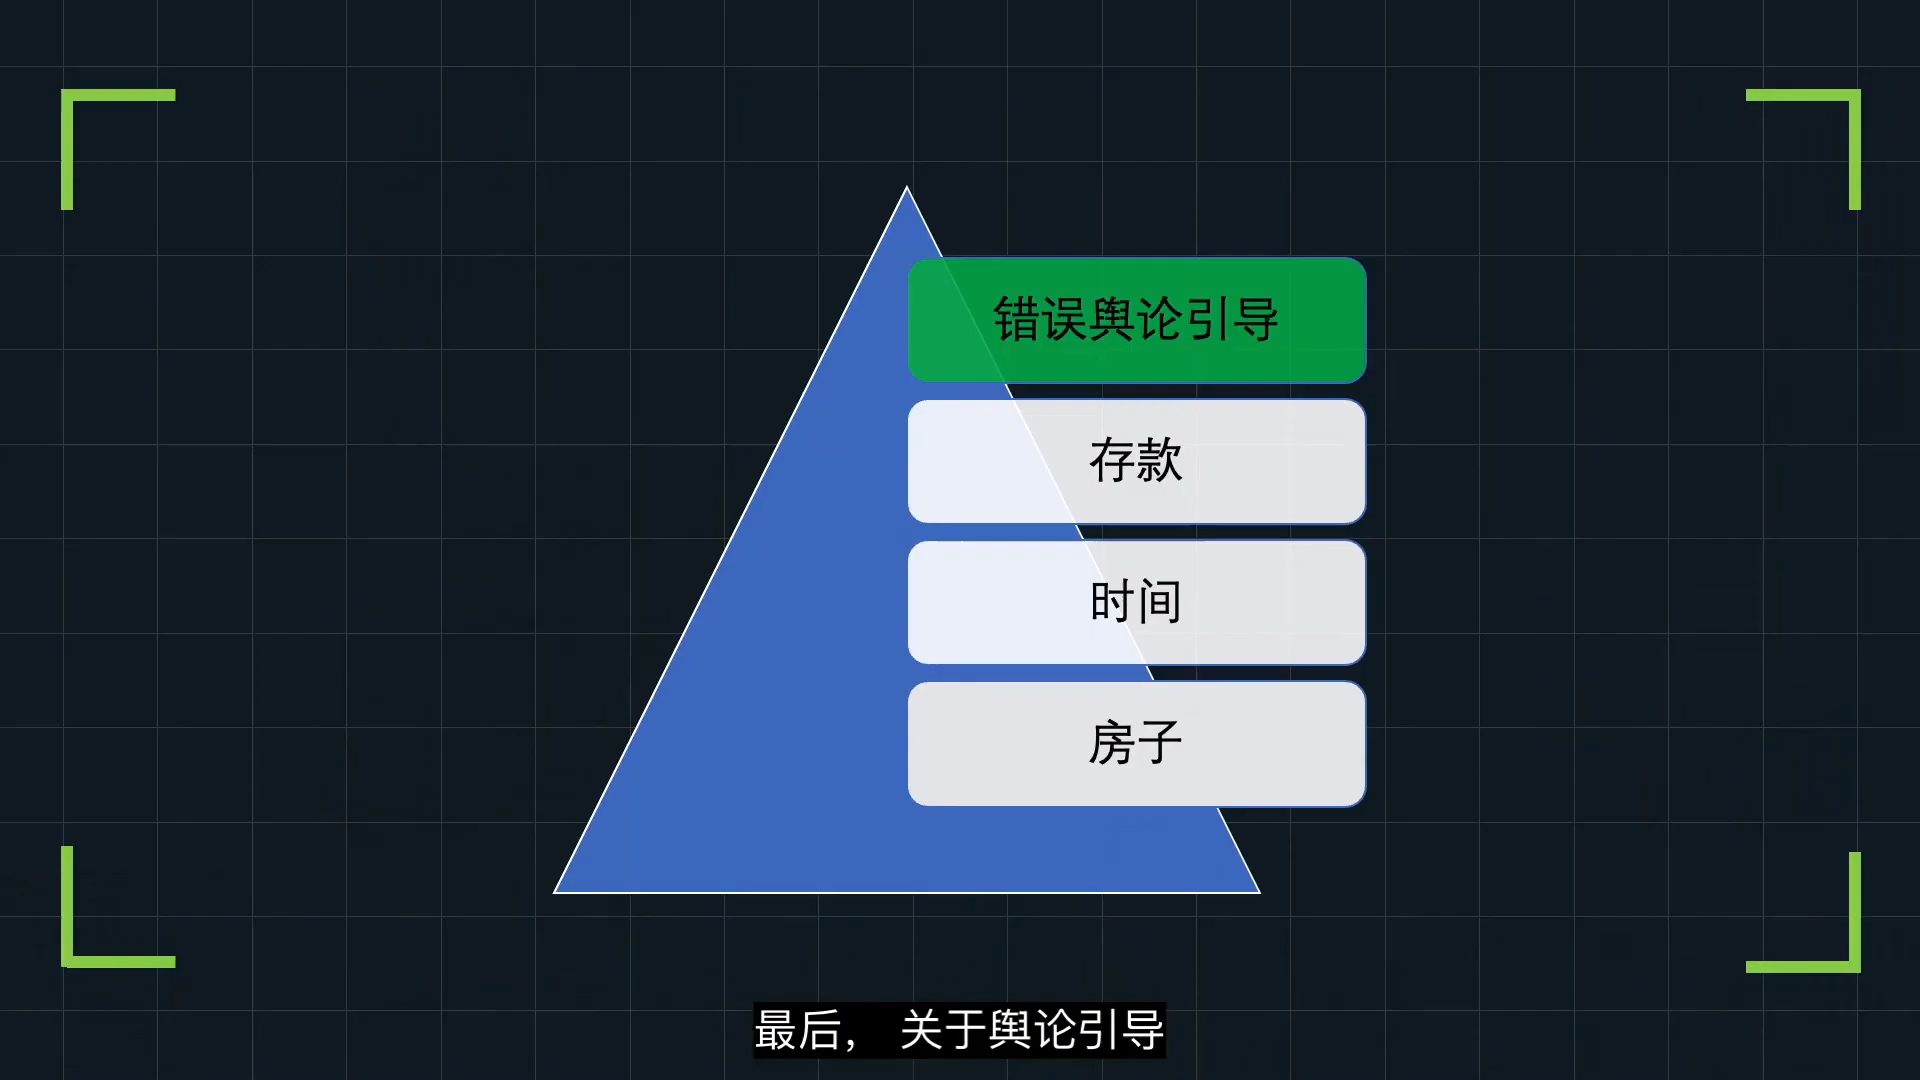 错误舆论引导
存款
时间
房子
最后， 关于舆论引导